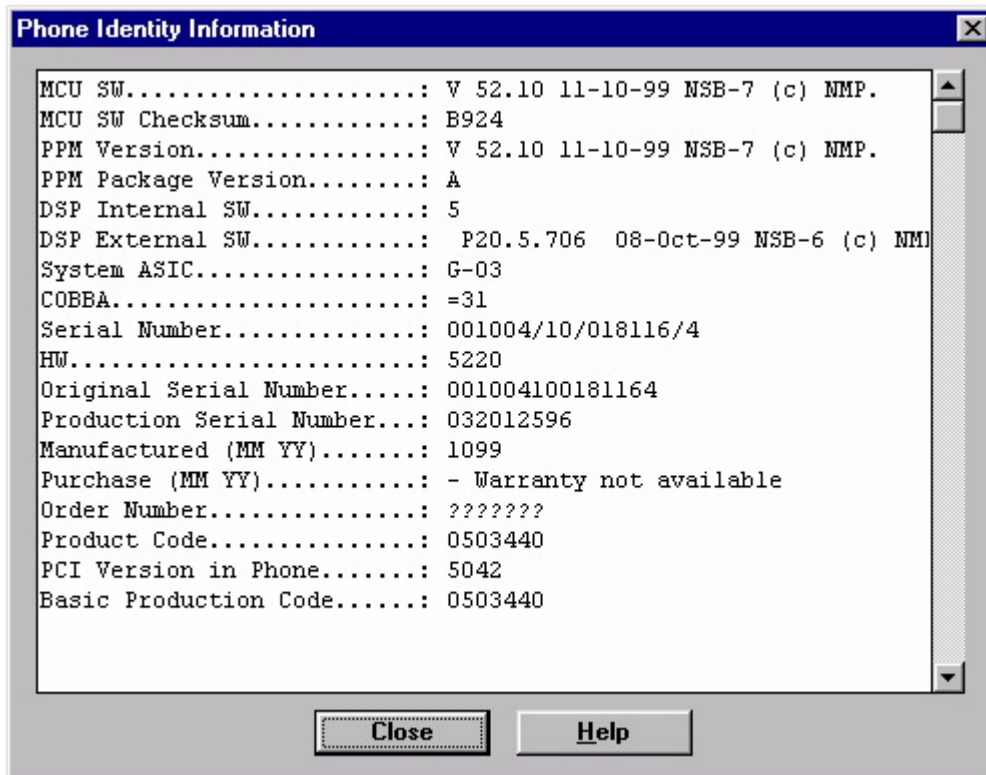 Phone Identity Information
MCU SW.....................: V 52.10 11-10-99 NSB-7 (c) NMP.
MCU SW Checksum............: B924
PPM Version................: V 52.10 11-10-99 NSB-7 (c) NMP.
PPM Package Version........: A
DSP Internal SW............: 5
DSP External SW............: P20.5.706 08-Oct-99 NSB-6 (c)
System ASIC................: G-03
COBBA......................: =31
Serial Number..............: 001004/10/018116/4
HW.........................: 5220
Original Serial Number.....: 001004100181164
Production Serial Number...: 032012596
Manufactured (MM YY).......: 1099
Purchase (MM YY)...........: - Warranty not available
Order Number...............: ???????
Product Code...............: 0503440
PCI Version in Phone.......: 5042
Basic Production Code......: 0503440
Close Help